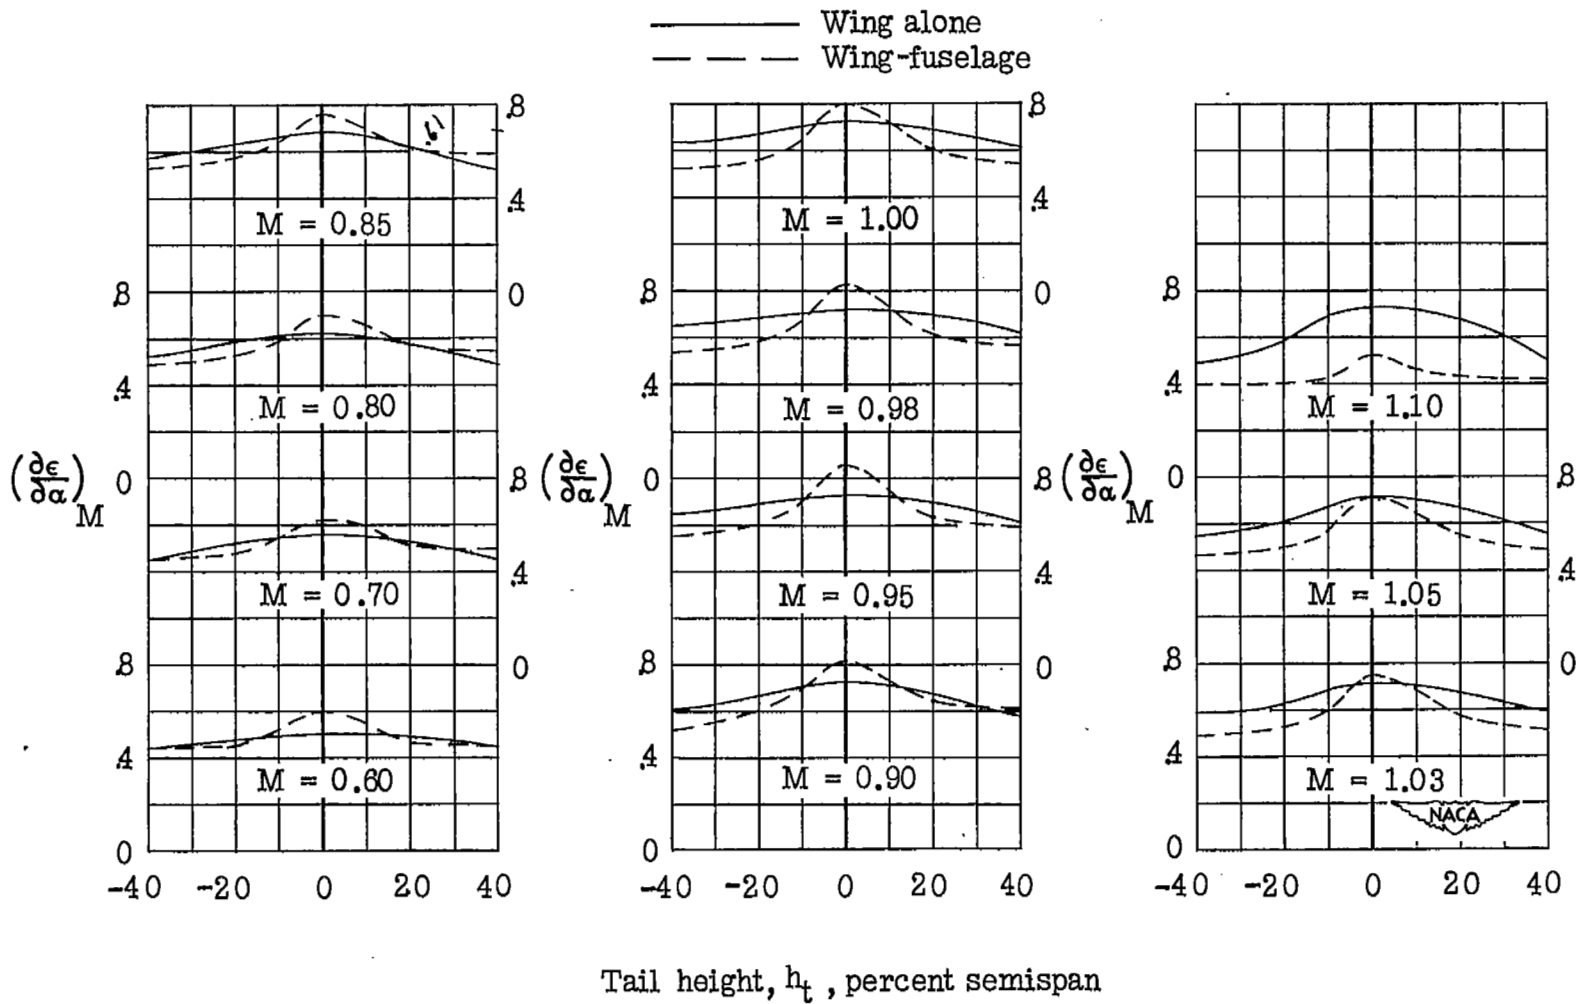 Wing alone
Wing-fuselage
.8 .8
.6
.4 .4
M = 0.85 M = 1.00
.8 0 .8 0 .8
.4 .4 .4
M = 0.80 M = 0.98 M = 1.10
(∂ε/∂α)M 0 .8 (∂ε/∂α)M 0 .8 (∂ε/∂α)M 0 .8
.4 .4 .4
M = 0.70 M = 0.95 M = 1.05
.8 0 .8 0 .8 0
.4 .4 .4
M = 0.60 M = 0.90 M = 1.03
NACA
0 0 0
-40 -20 0 20 40 -40 -20 0 20 40 -40 -20 0 20 40
Tail height, ht , percent semispan